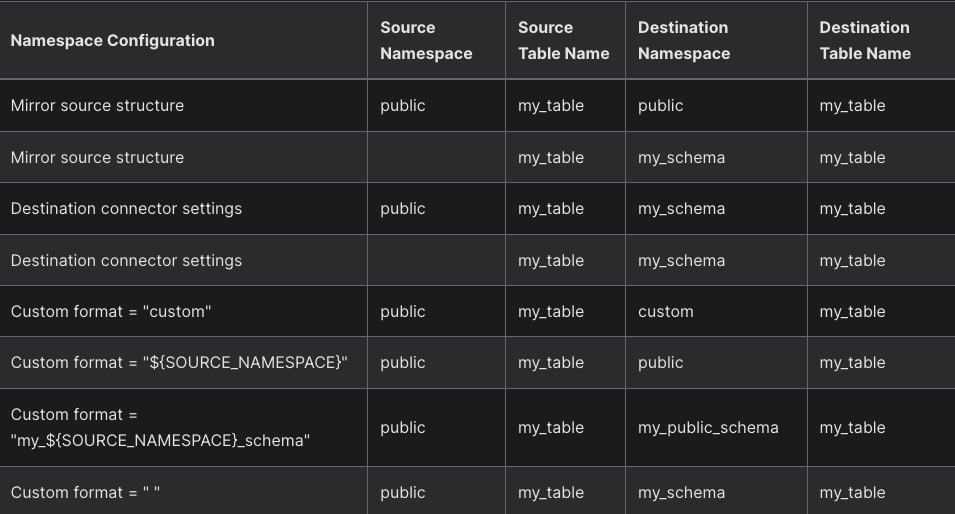 Namespace Configuration Source Namespace Source Table Name Destination Namespace Destination Table Name
Mirror source structure public my_table public my_table
Mirror source structure my_table my_schema my_table
Destination connector settings public my_table my_schema my_table
Destination connector settings my_table my_schema my_table
Custom format = "custom" public my_table custom my_table
Custom format = "${SOURCE_NAMESPACE}" public my_table public my_table
Custom format = "my_${SOURCE_NAMESPACE}_schema" public my_table my_public_schema my_table
Custom format = " " public my_table my_schema my_table